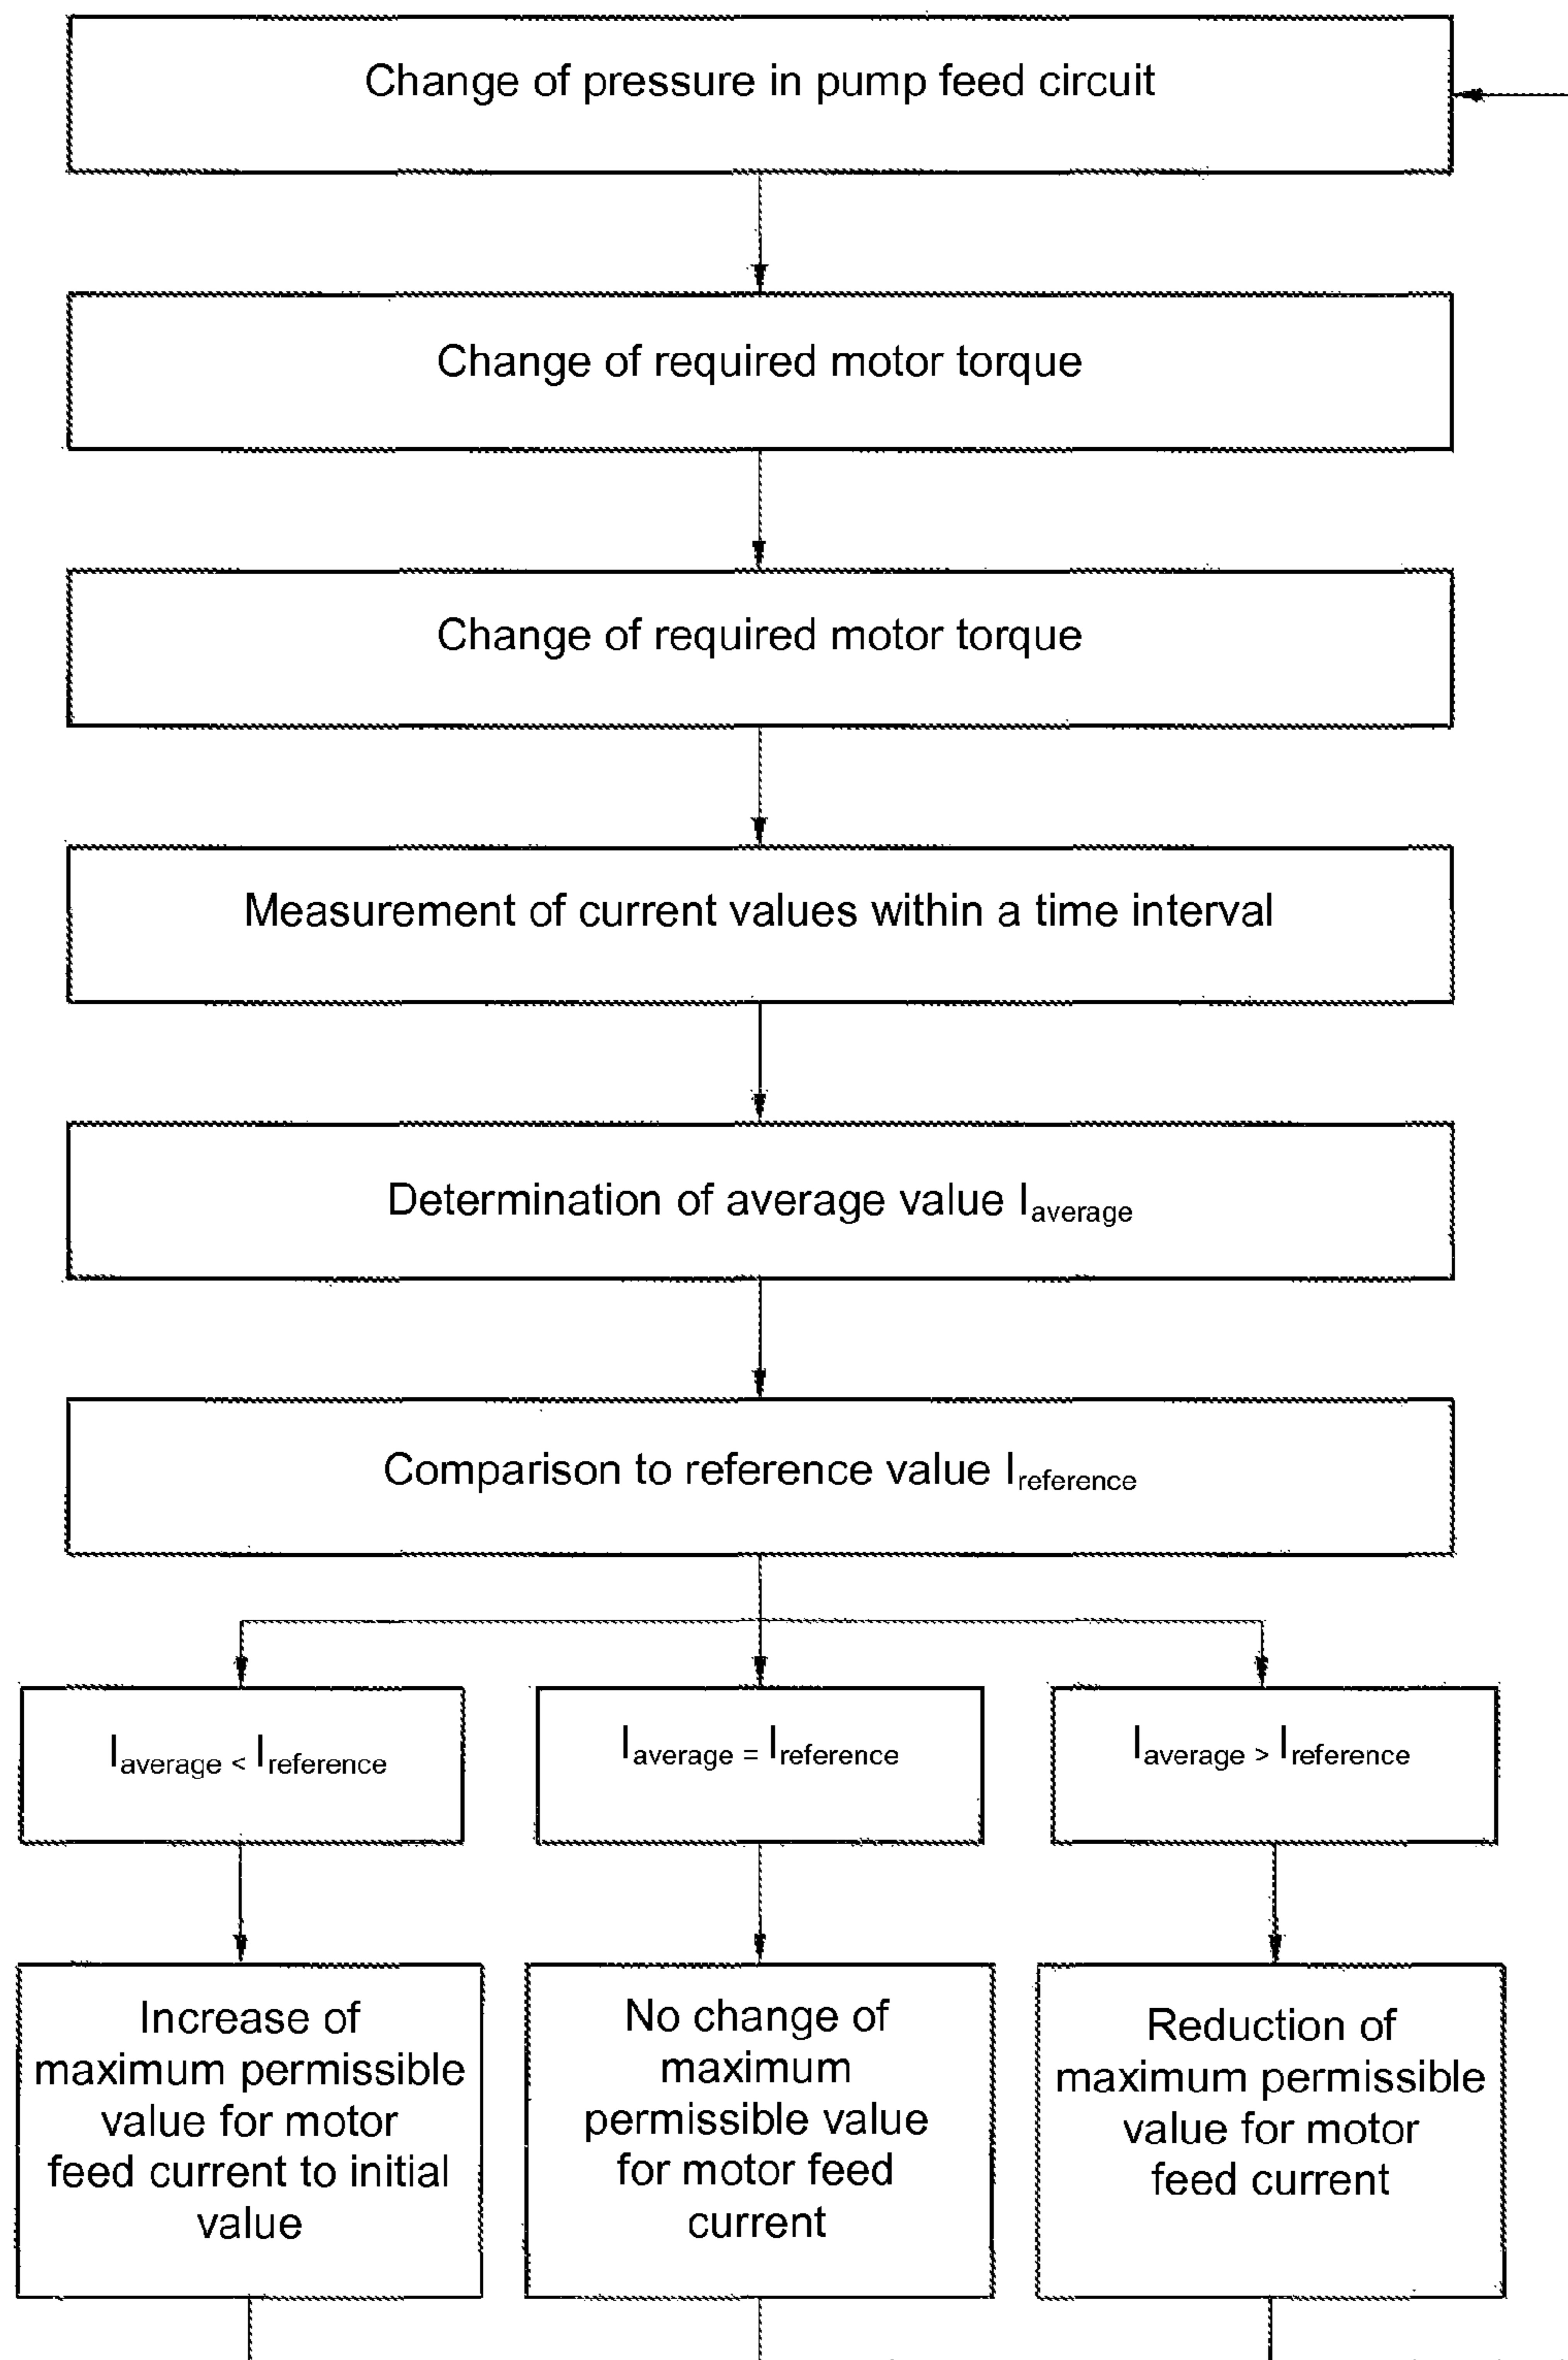 Change of pressure in pump feed circuit
Change of required motor torque
Change of required motor torque
Measurement of current values within a time interval
Determination of average value Iaverage
Comparison to reference value Ireference
Iaverage < Ireference
Iaverage = Ireference
Iaverage > Ireference
Increase of
maximum permissible
value for motor
feed current to initial
value
No change of
maximum
permissible value
for motor feed
current
Reduction of
maximum permissible
value for motor
feed current